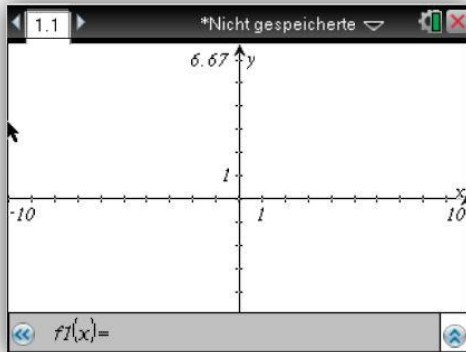 1.1 *Nicht gespeicherte
6.67 y
1
x
-10 1 10
f1(x)=